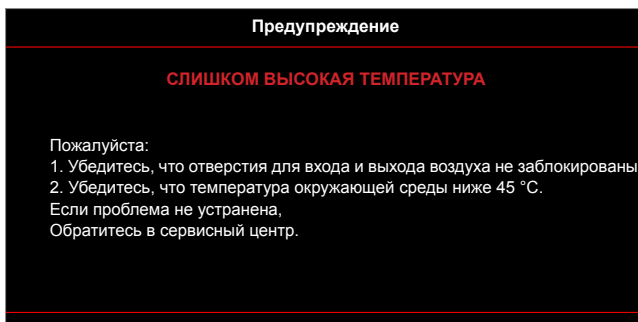 Предупреждение
СЛИШКОМ ВЫСОКАЯ ТЕМПЕРАТУРА
Пожалуйста:
1. Убедитесь, что отверстия для входа и выхода воздуха не заблокированы
2. Убедитесь, что температура окружающей среды ниже 45 °C.
Если проблема не устранена,
Обратитесь в сервисный центр.